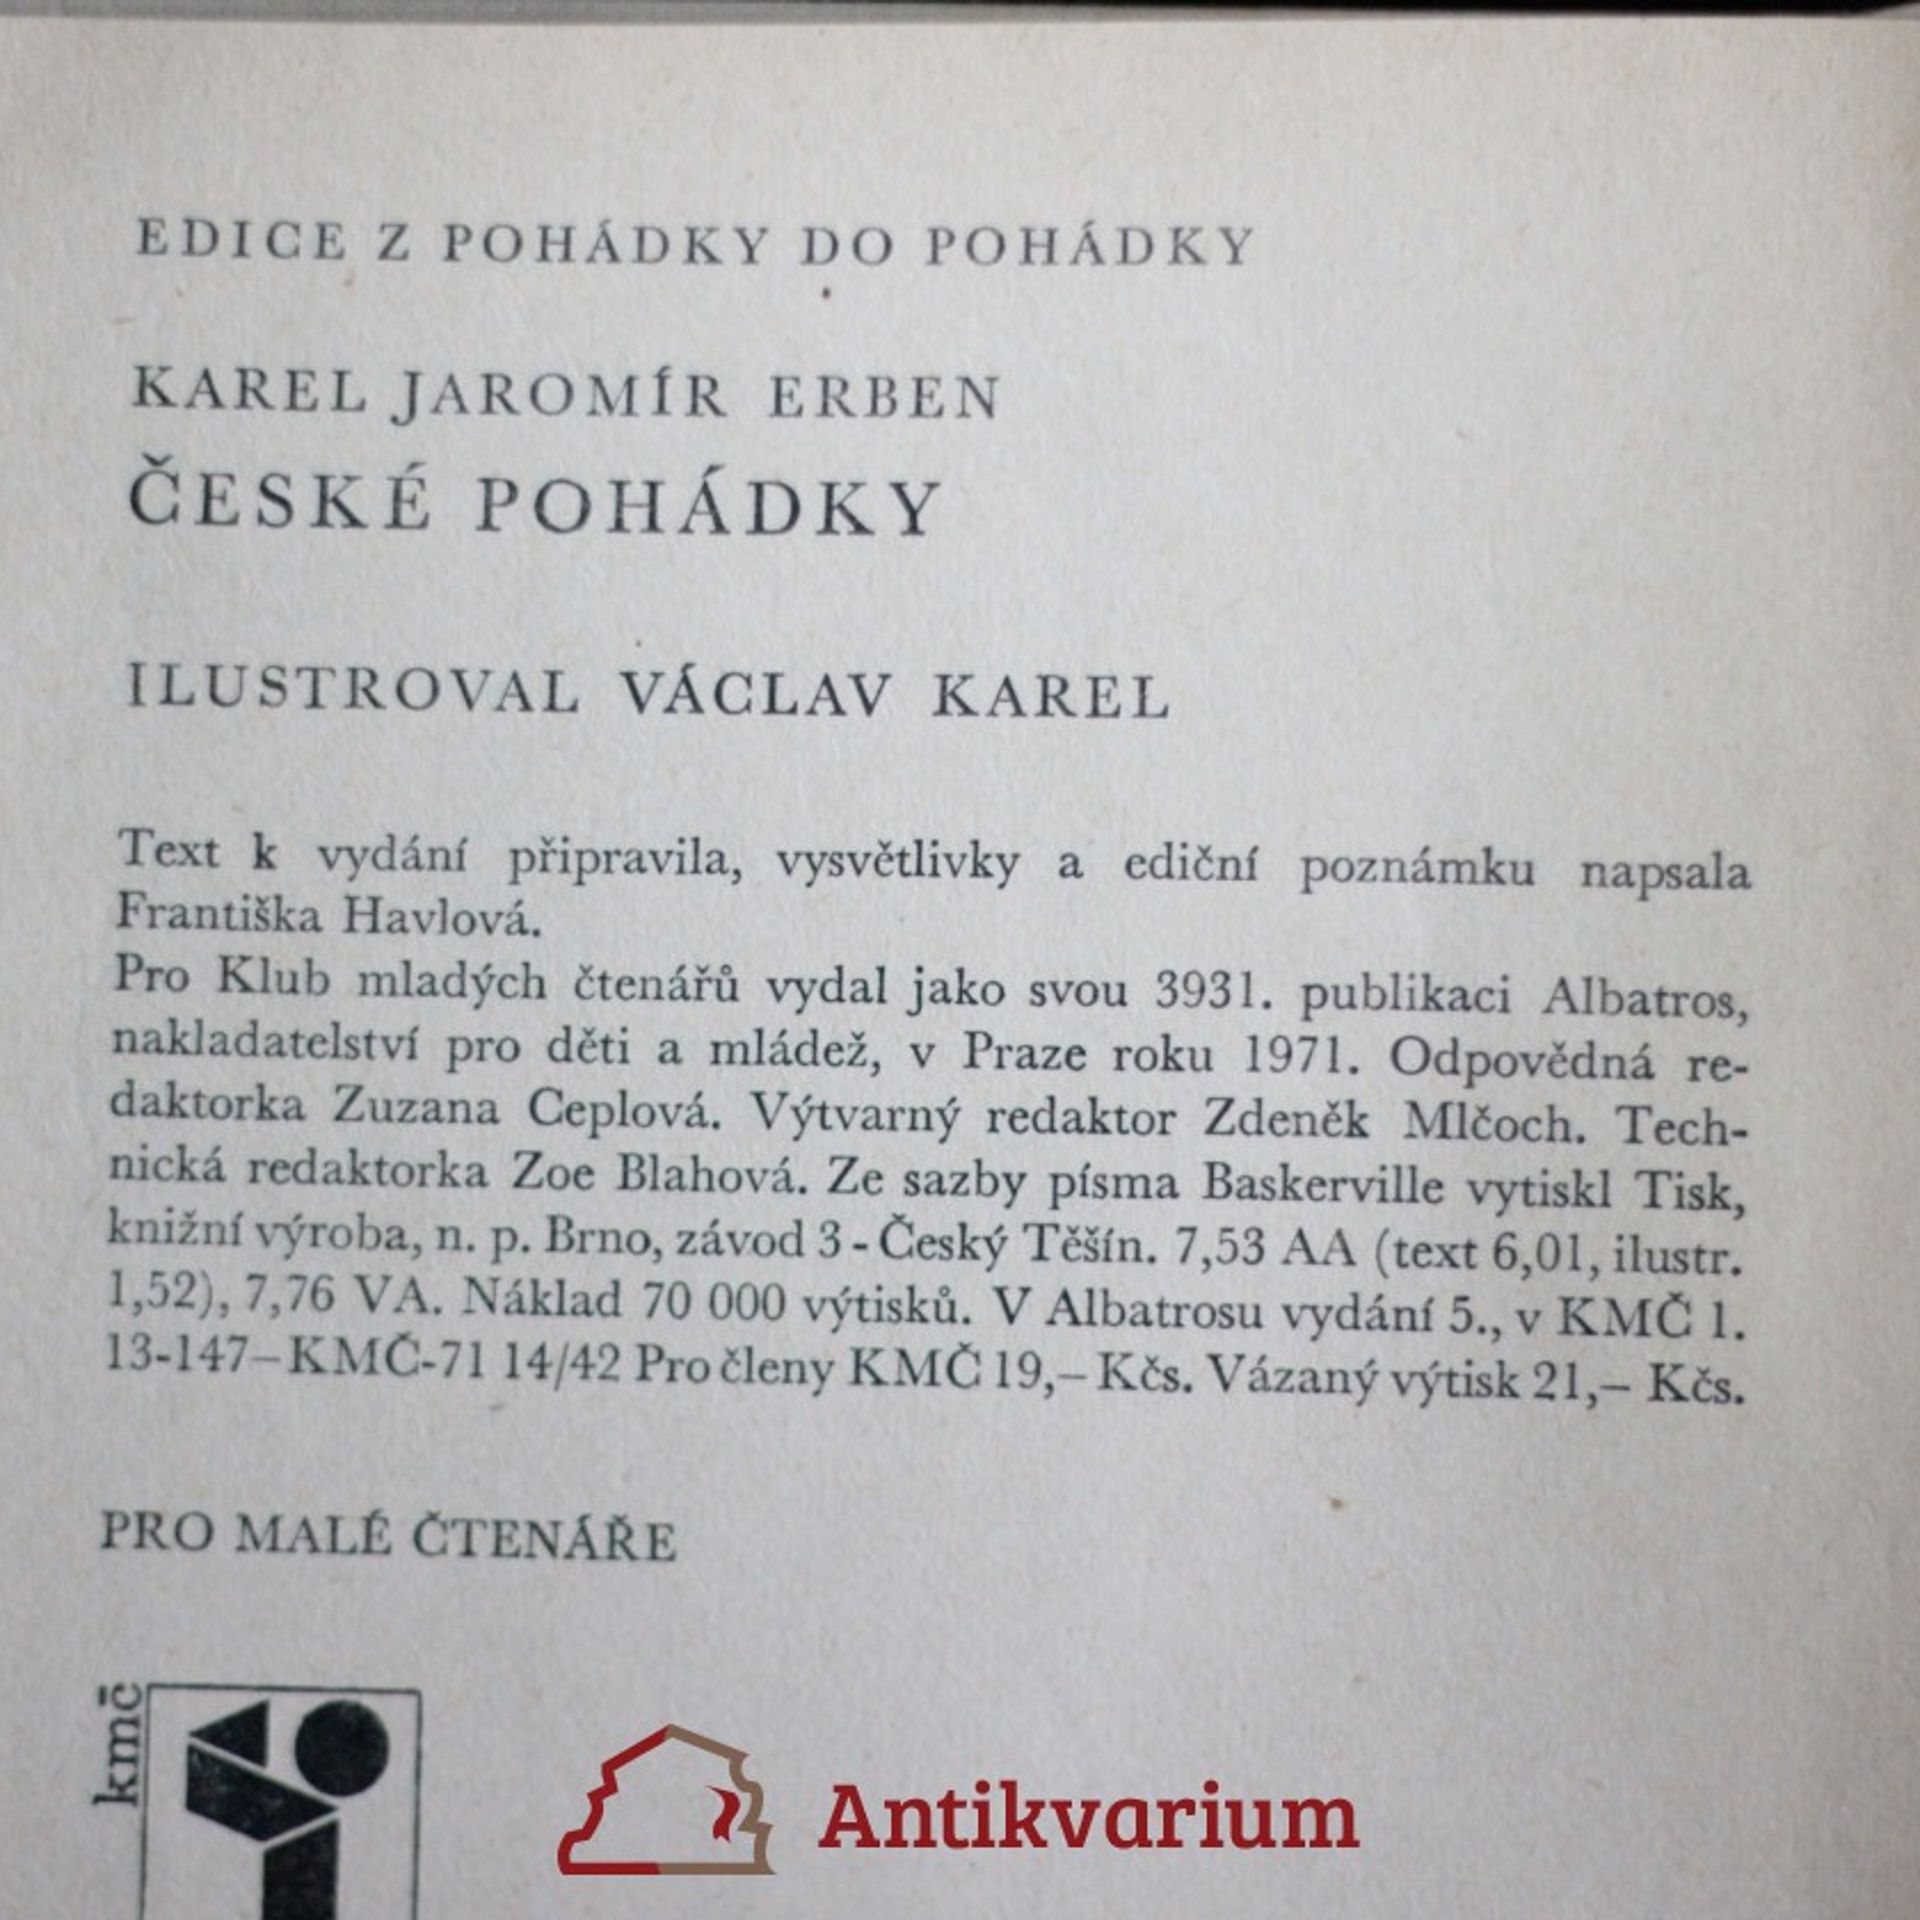 EDICE Z POHÁDKY DO POHÁDKY
KAREL JAROMÍR ERBEN
ČESKÉ POHÁDKY
ILUSTROVAL VÁCLAV KAREL
Text k vydání připravila, vysvětlivky a ediční poznámku napsala
Františka Havlová.
Pro Klub mladých čtenářů vydal jako svou 3931. publikaci Albatros,
nakladatelství pro děti a mládež, v Praze roku 1971. Odpovědná re-
daktorka Zuzana Ceplová. Výtvarný redaktor Zdeněk Mlčoch. Tech-
nická redaktorka Zoe Blahová. Ze sazby písma Baskerville vytiskl Tisk,
knižní výroba, n. p. Brno, závod 3 - Český Těšín. 7,53 AA (text 6,01, ilustr.
1,52), 7,76 VA. Náklad 70 000 výtisků. V Albatrosu vydání 5., v KMČ 1.
13-147–KMČ-71 14/42 Pro členy KMČ 19,– Kčs. Vázaný výtisk 21,– Kčs.
PRO MALÉ ČTENÁŘE
kmč
Antikvarium